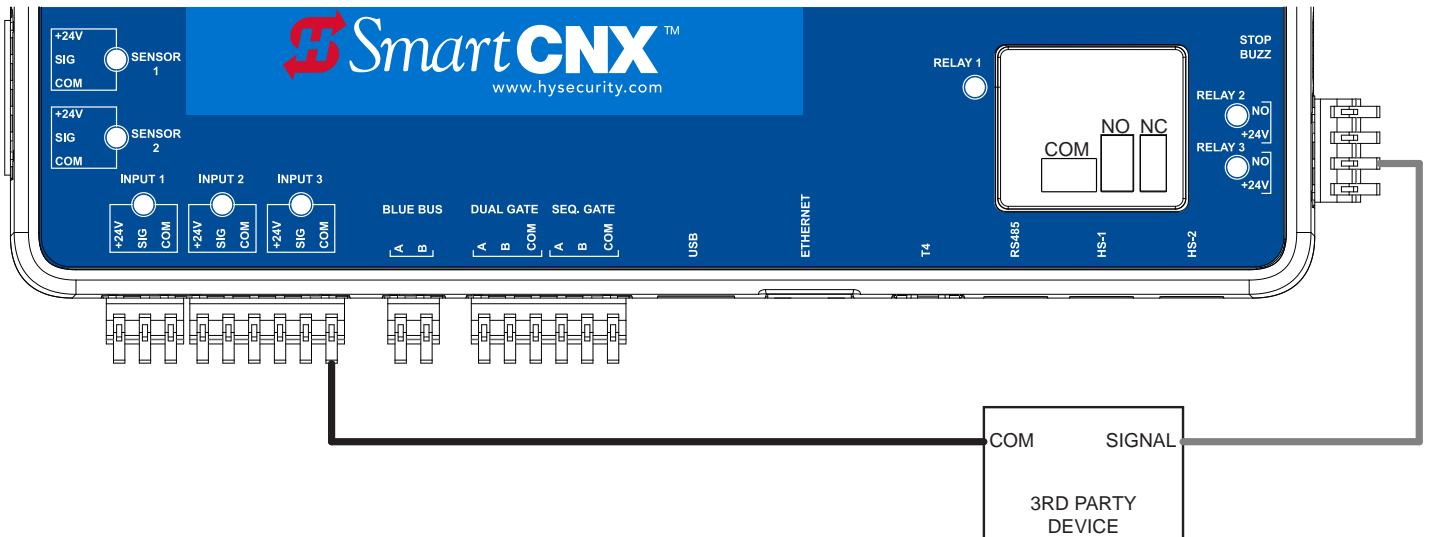 +24V
SIG
COM
SENSOR
1
+24V
SIG
COM
SENSOR
2
H SmartCNX™
www.hysecurity.com
RELAY 1
COM
NO
NC
STOP
BUZZ
RELAY 2
NO
+24V
RELAY 3
NO
+24V
INPUT 1
+24V
SIG
COM
INPUT 2
+24V
SIG
COM
INPUT 3
+24V
SIG
COM
BLUE BUS
A
B
DUAL GATE
A
B
COM
SEQ. GATE
A
B
COM
USB
ETHERNET
T4
RS485
HS-1
HS-2
COM
SIGNAL
3RD PARTY
DEVICE